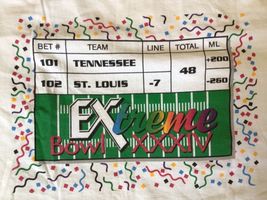 BET # TEAM LINE TOTAL ML
101 TENNESSEE 48 +200
102 ST. LOUIS -7 -260
EXtreme
Bowl XXXIV